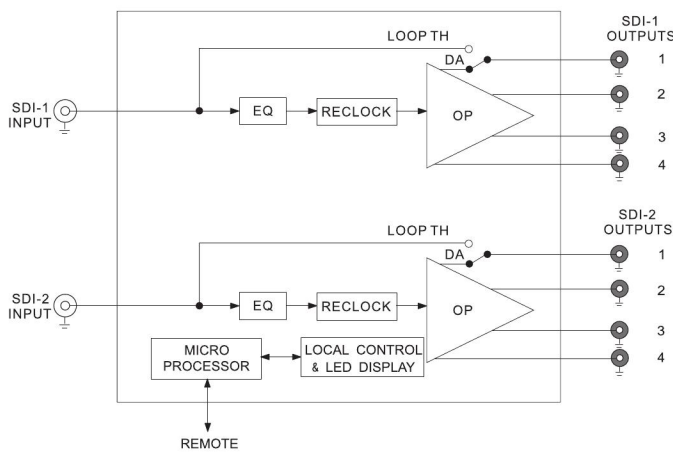 SDI-1
OUTPUTS
LOOP TH
DA
1
SDI-1
INPUT
EQ
RECLOCK
OP
2
3
4
SDI-2
OUTPUTS
LOOP TH
DA
1
SDI-2
INPUT
EQ
RECLOCK
OP
2
3
4
MICRO
PROCESSOR
LOCAL CONTROL
& LED DISPLAY
REMOTE